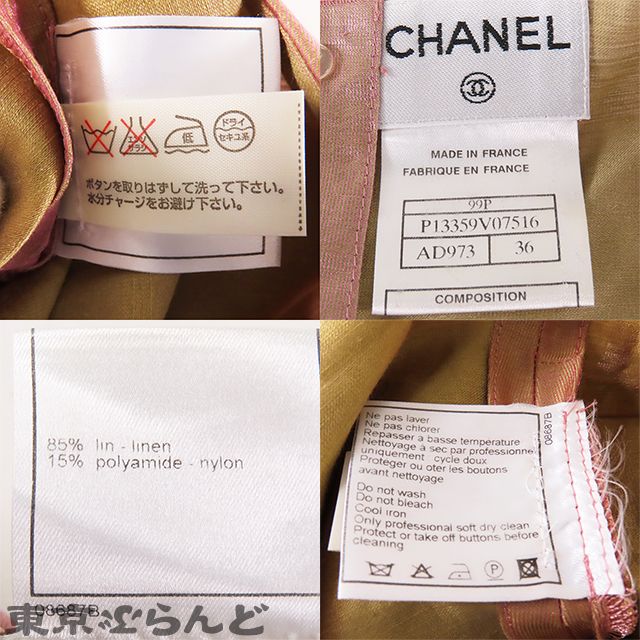 エンソ
サラシ
低
ドライ
セキユ系
ボタンを取りはずして洗って下さい。
水分チャージをお避け下さい。
CHANEL
MADE IN FRANCE
FABRIQUE EN FRANCE
99P
P13359V07516
AD973 36
COMPOSITION
85% lin - linen
15% polyamide - nylon
08687B
Ne pas laver
Ne pas chlorer
Repasser a basse temperature
Nettoyage à sec par professionnel
uniquement cycle doux
Proteger ou oter les boutons
avant nettoyage
Do not wash
Do not bleach
Cool iron
Only professional soft dry clean
Protect or take off buttons before
cleaning
08687B
P
東京ぶらんど